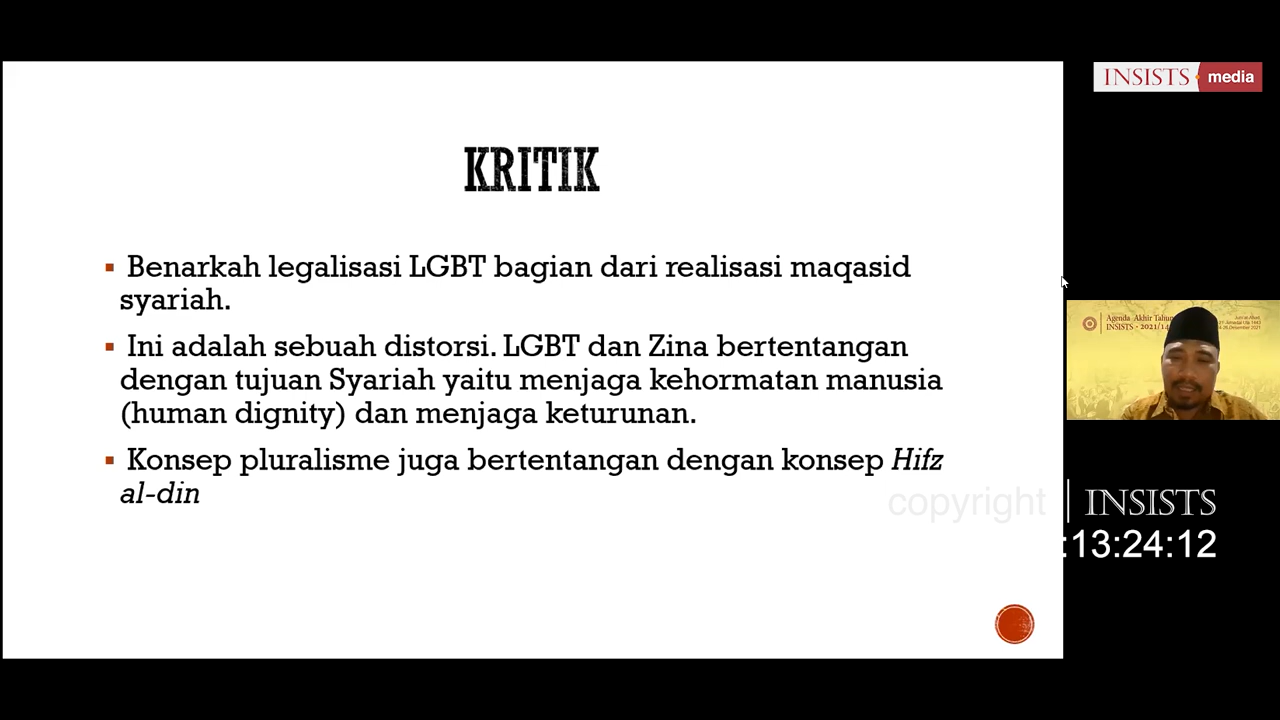 KRITIK
Benarkah legalisasi LGBT bagian dari realisasi maqasid
syariah.
Ini adalah sebuah distorsi. LGBT dan Zina bertentangan
dengan tujuan Syariah yaitu menjaga kehormatan manusia
(human dignity) dan menjaga keturunan.
Konsep pluralisme juga bertentangan dengan konsep Hifz
al-din
INSISTS media
Agenda Akhir Tahun
INSISTS • 2021/14
copyright | INSISTS
:13:24:12